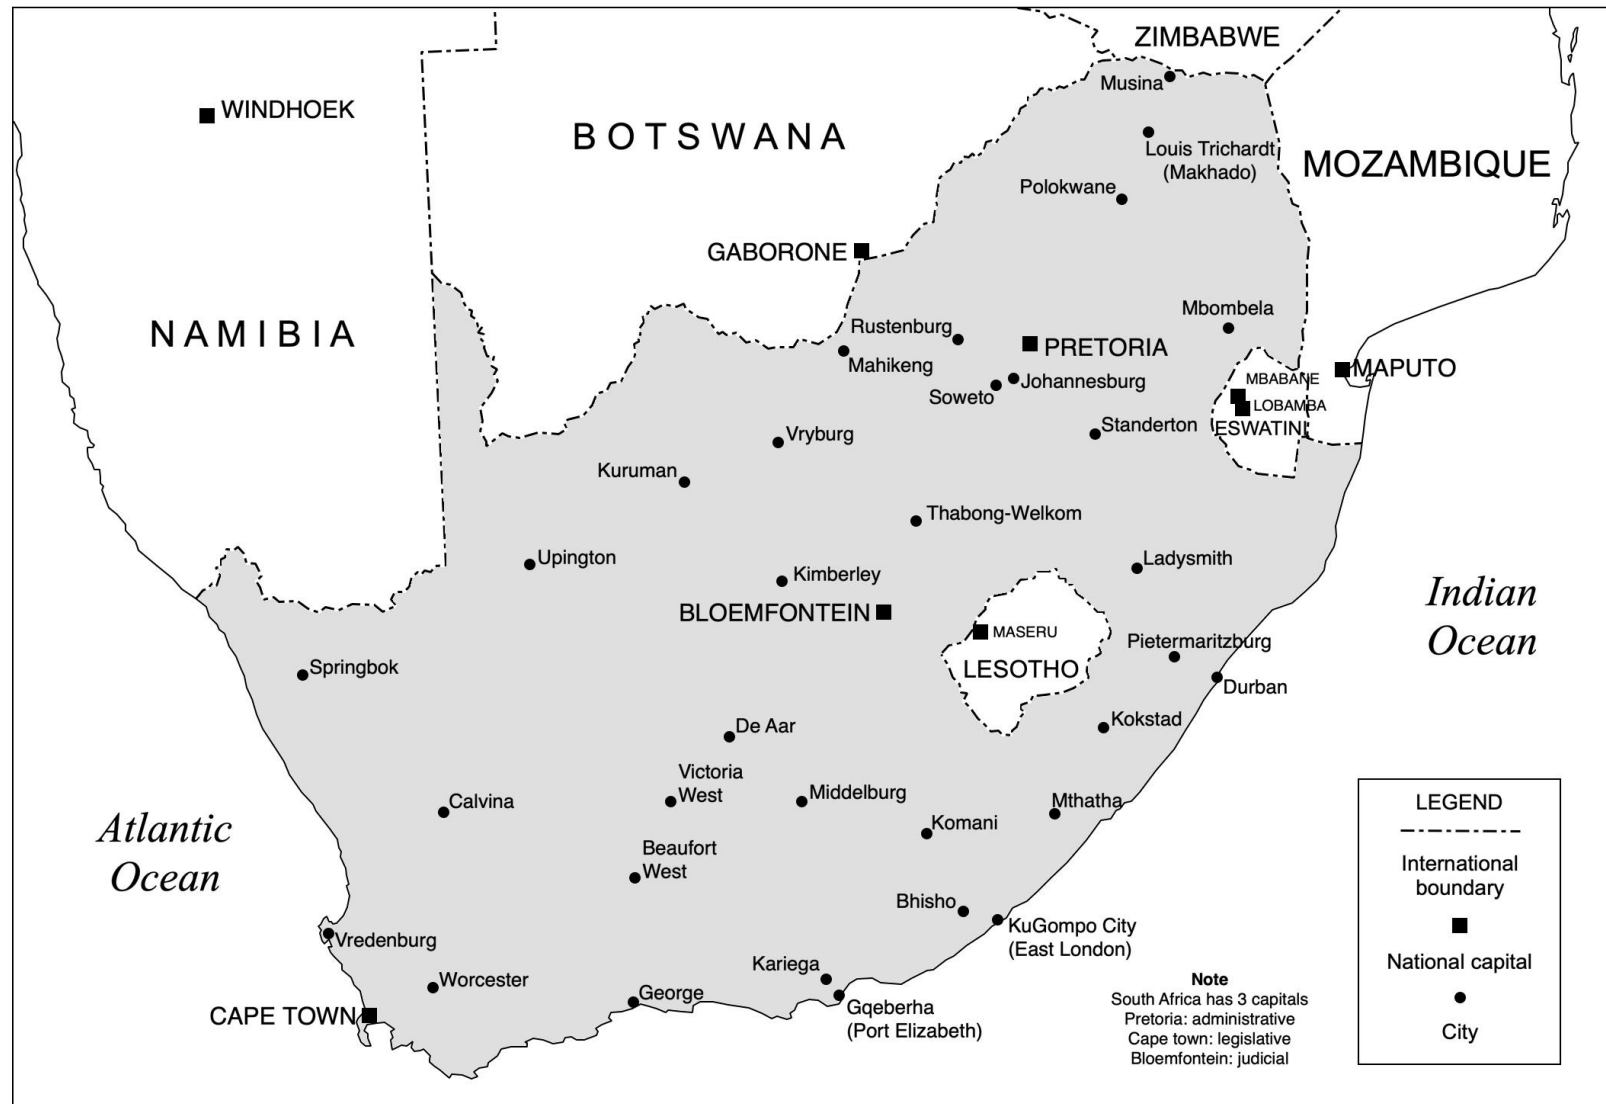 ZIMBABWE
Musina
WINDHOEK
BOTSWANA
Louis Trichardt
(Makhado)
MOZAMBIQUE
Polokwane
GABORONE
Mbombela
NAMIBIA
Rustenburg
PRETORIA
Mahikeng
MAPUTO
MBABANE
Johannesburg
Soweto
LOBAMBA
ESWATINI
Standerton
Vryburg
Kuruman
Thabong-Welkom
Upington
Ladysmith
Kimberley
Indian
Ocean
BLOEMFONTEIN
MASERU
Pietermaritzburg
LESOTHO
Springbok
Durban
Kokstad
De Aar
Victoria
West
Middelburg
Mthatha
Calvina
Komani
Atlantic
Ocean
Beaufort
West
Bhisho
KuGompo City
(East London)
Vredenburg
Kariega
Worcester
George
Gqeberha
(Port Elizabeth)
CAPE TOWN
Note
South Africa has 3 capitals
Pretoria: administrative
Cape town: legislative
Bloemfontein: judicial
LEGEND
International
boundary
National capital
City